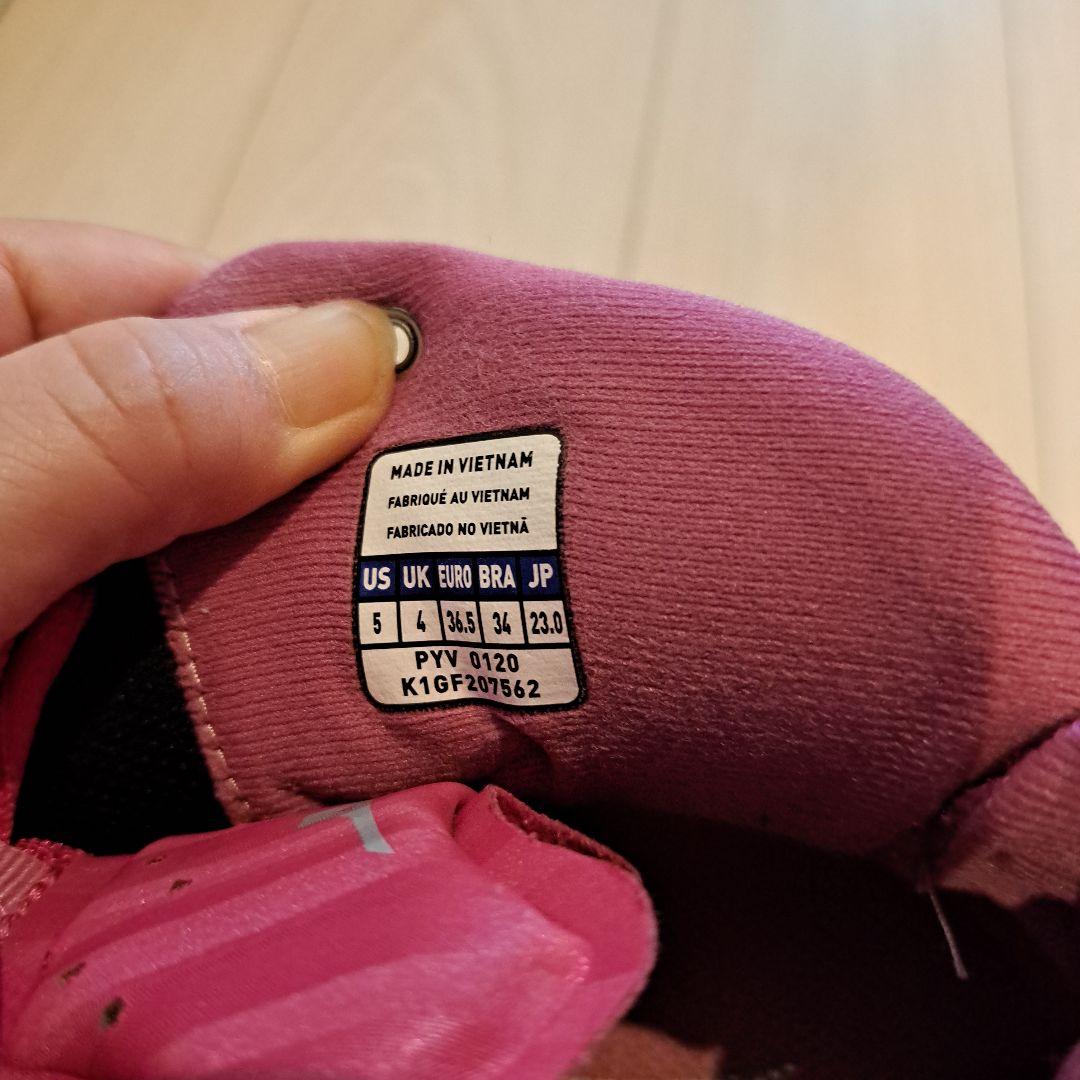 MADE IN VIETNAM
FABRIQUÉ AU VIETNAM
FABRICADO NO VIETNÃ
US UK EURO BRA JP
5 4 36.5 34 23.0
PYV 0120
K1GF207562